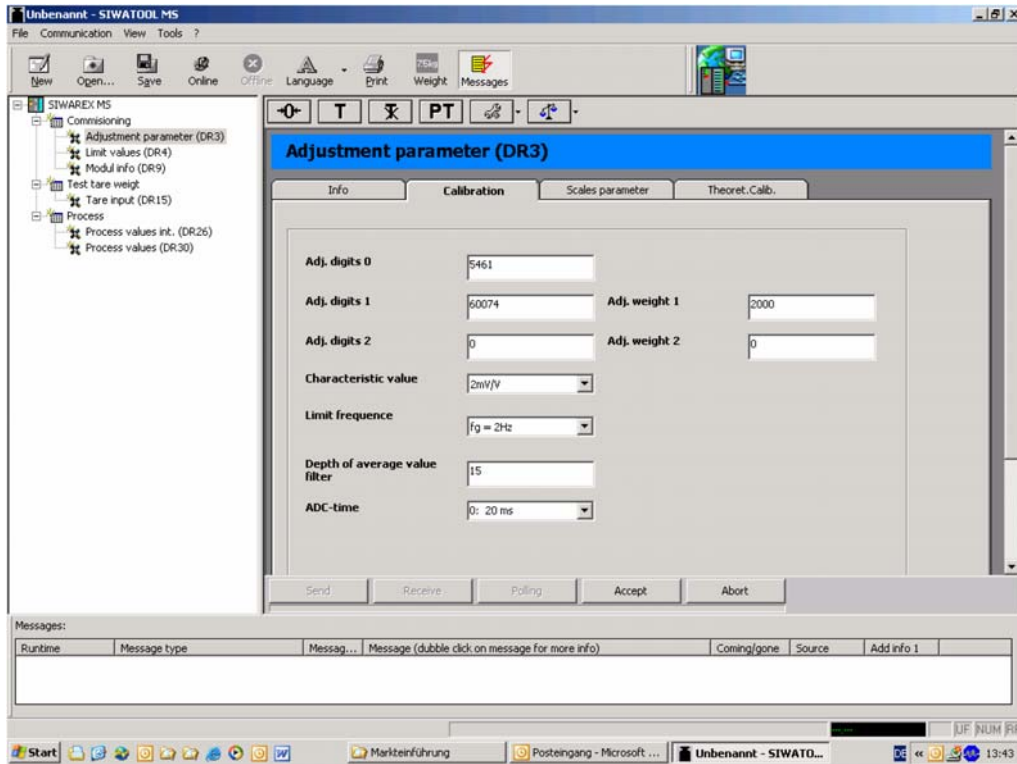 Unbenannt - SIWATOOL MS
File Communication View Tools ?
New Open... Save Online Offline Language Print Weight Messages
75kg
SIWAREX MS
Commisioning
Adjustment parameter (DR3)
Limit values (DR4)
Modul info (DR9)
Test tare weigt
Tare input (DR15)
Process
Process values int. (DR26)
Process values (DR30)
→0← T T PT
Adjustment parameter (DR3)
Info Calibration Scales parameter Theoret.Calib.
Adj. digits 0 5461
Adj. digits 1 60074 Adj. weight 1 2000
Adj. digits 2 0 Adj. weight 2 0
Characteristic value 2mV/V
Limit frequence fg = 2Hz
Depth of average value
filter 15
ADC-time 0: 20 ms
Send Receive Polling Accept Abort
Messages:
Runtime Message type Messag... Message (dubble click on message for more info) Coming/gone Source Add info 1
UF NUM
Start Markteinführung Posteingang - Microsoft ... Unbenannt - SIWATO... DE « 13:43